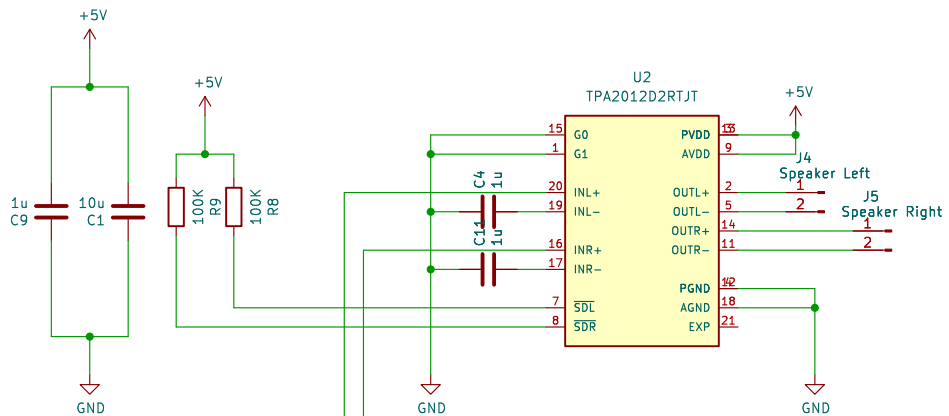 +5V
1u
C9
10u
C1
GND
+5V
100K
R9
100K
R8
U2
TPA2012D2RTJT
15 G0
1 G1
20 INL+
19 INL-
16 INR+
17 INR-
7 SDL
8 SDR
C4
1u
C11
1u
GND
PVDD
AVDD 9
OUTL+ 2
OUTL- 5
OUTR+ 14
OUTR- 11
PGND
AGND 18
EXP 21
+5V
J4
Speaker Left
1
2
J5
Speaker Right
1
2
GND